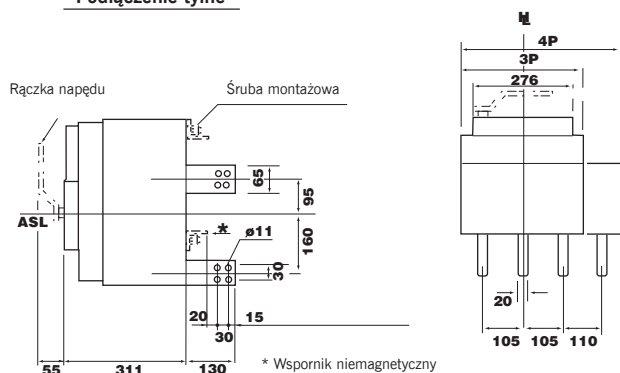 Podłączenie tylne
Rączka napędu
Śruba montażowa
ASL
*
ø11
65
95
160
30
20
15
30
55
311
130
* Wspornik niemagnetyczny
4P
3P
276
20
105
105
110